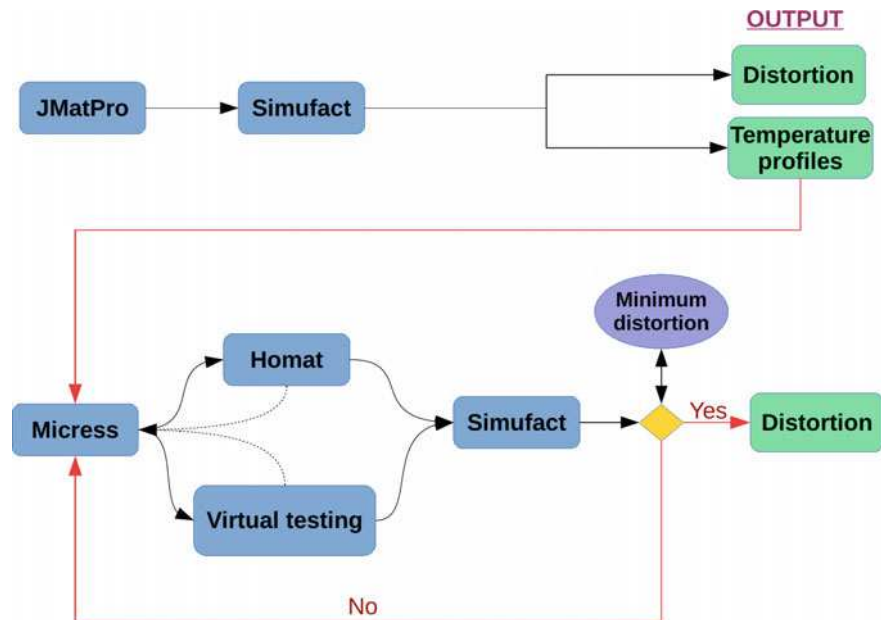 OUTPUT
Distortion
JMatPro
Simufact
Temperature
profiles
Minimum
distortion
Homat
Micress
Simufact
Yes
Distortion
Virtual testing
No